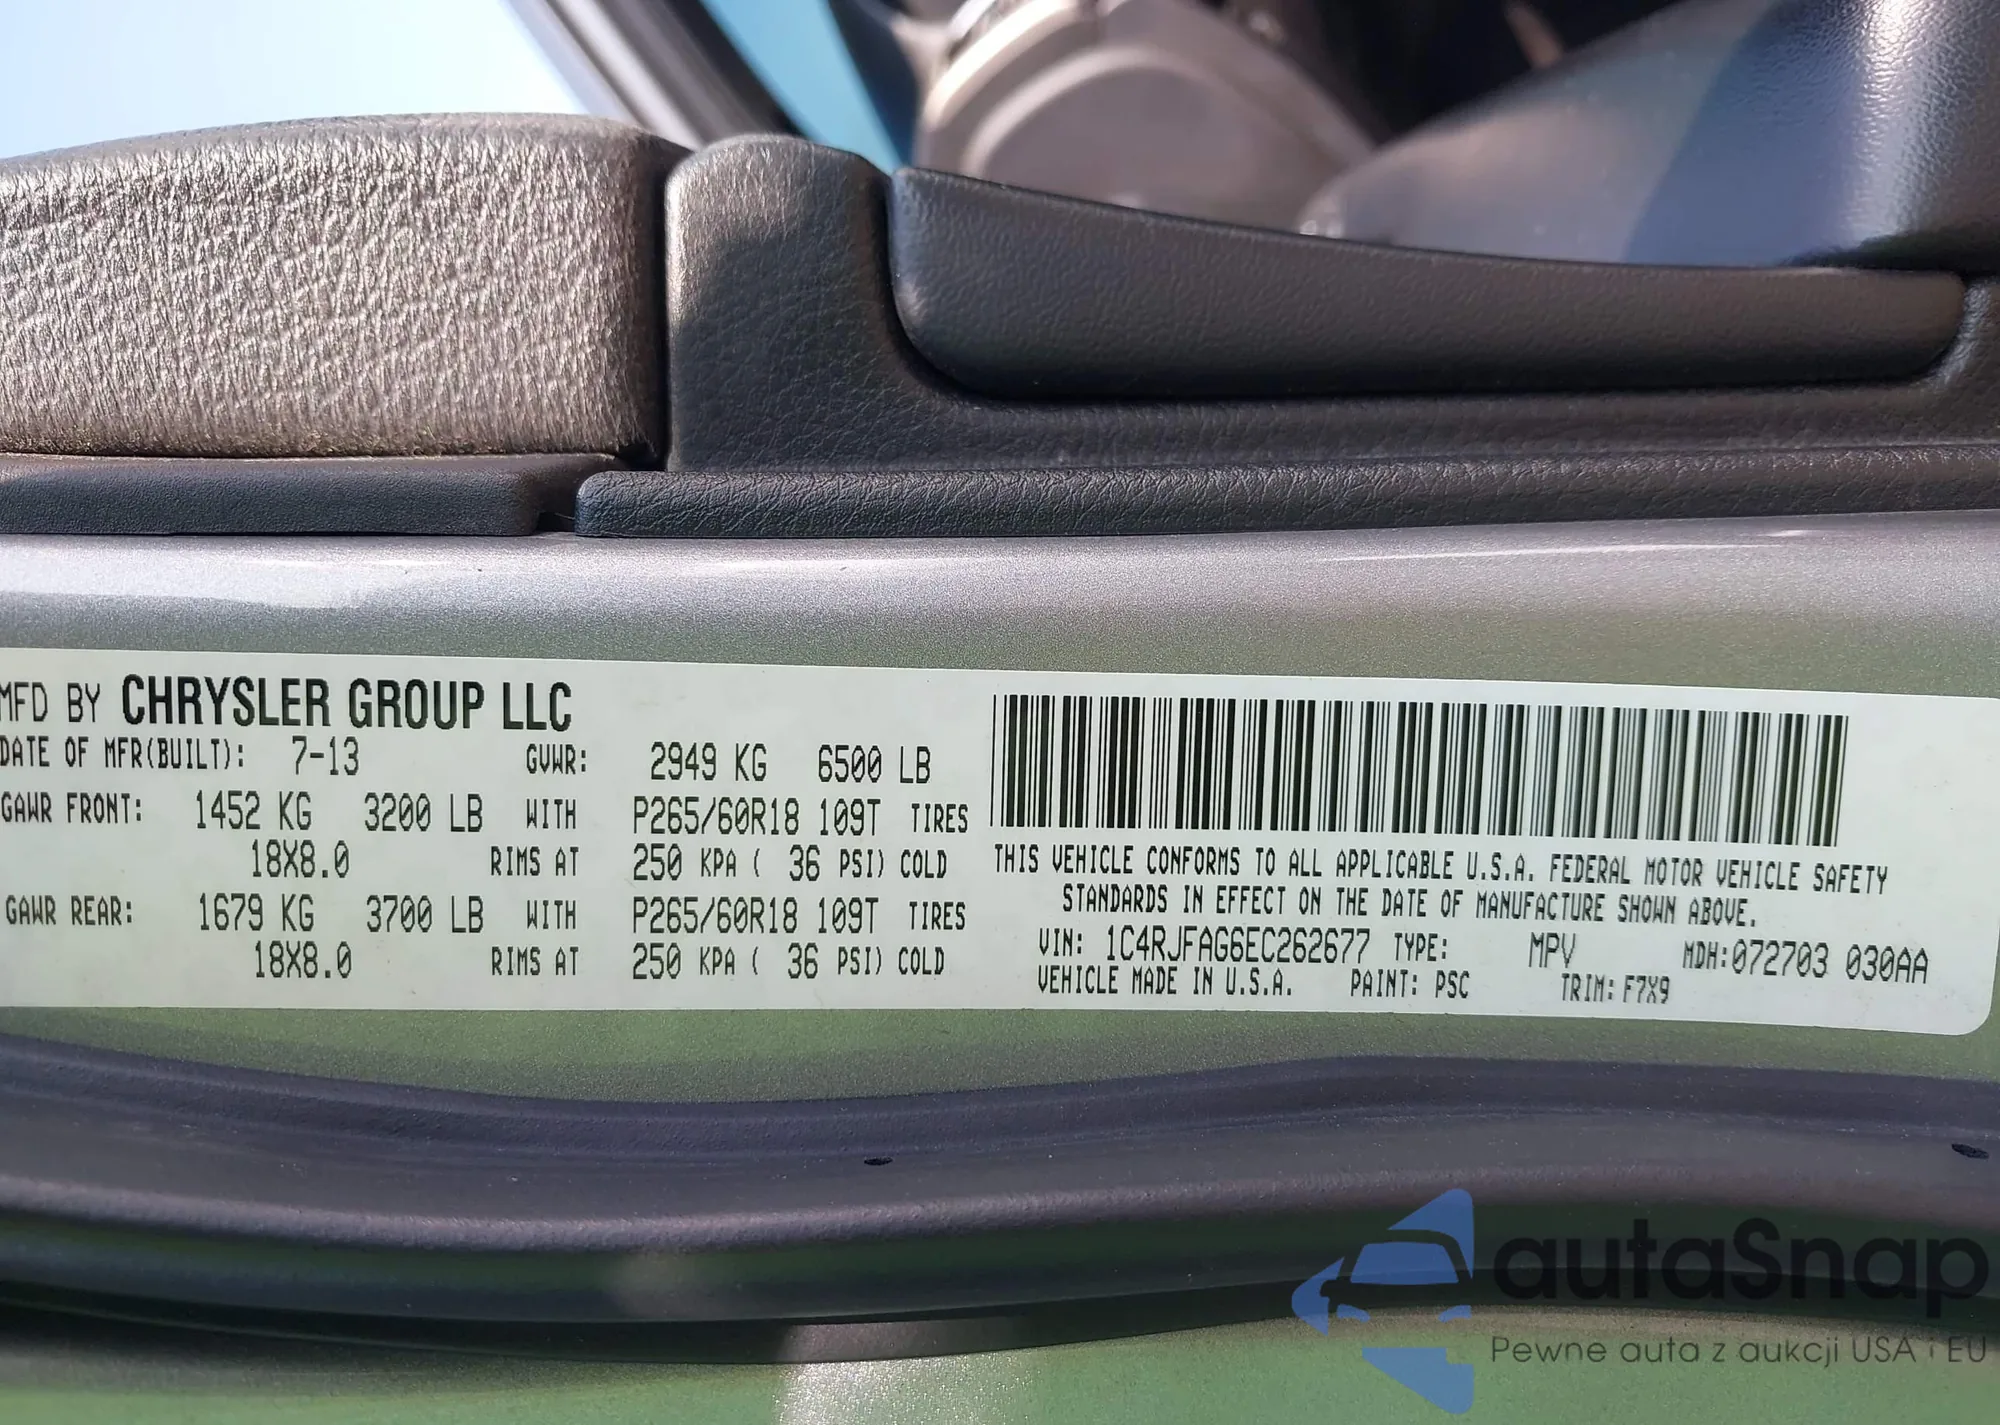 MFD BY CHRYSLER GROUP LLC
DATE OF MFR(BUILT): 7-13 GVWR: 2949 KG 6500 LB
GAWR FRONT: 1452 KG 3200 LB WITH P265/60R18 109T TIRES
18X8.0 RIMS AT 250 KPA ( 36 PSI) COLD
GAWR REAR: 1679 KG 3700 LB WITH P265/60R18 109T TIRES
18X8.0 RIMS AT 250 KPA ( 36 PSI) COLD
THIS VEHICLE CONFORMS TO ALL APPLICABLE U.S.A. FEDERAL MOTOR VEHICLE SAFETY
STANDARDS IN EFFECT ON THE DATE OF MANUFACTURE SHOWN ABOVE.
VIN: 1C4RJFAG6EC262677 TYPE: MPV MDH:072703 030AA
VEHICLE MADE IN U.S.A. PAINT: PSC TRIM: F7X9
autaSnap
Pewne auta z aukcji USA i EU